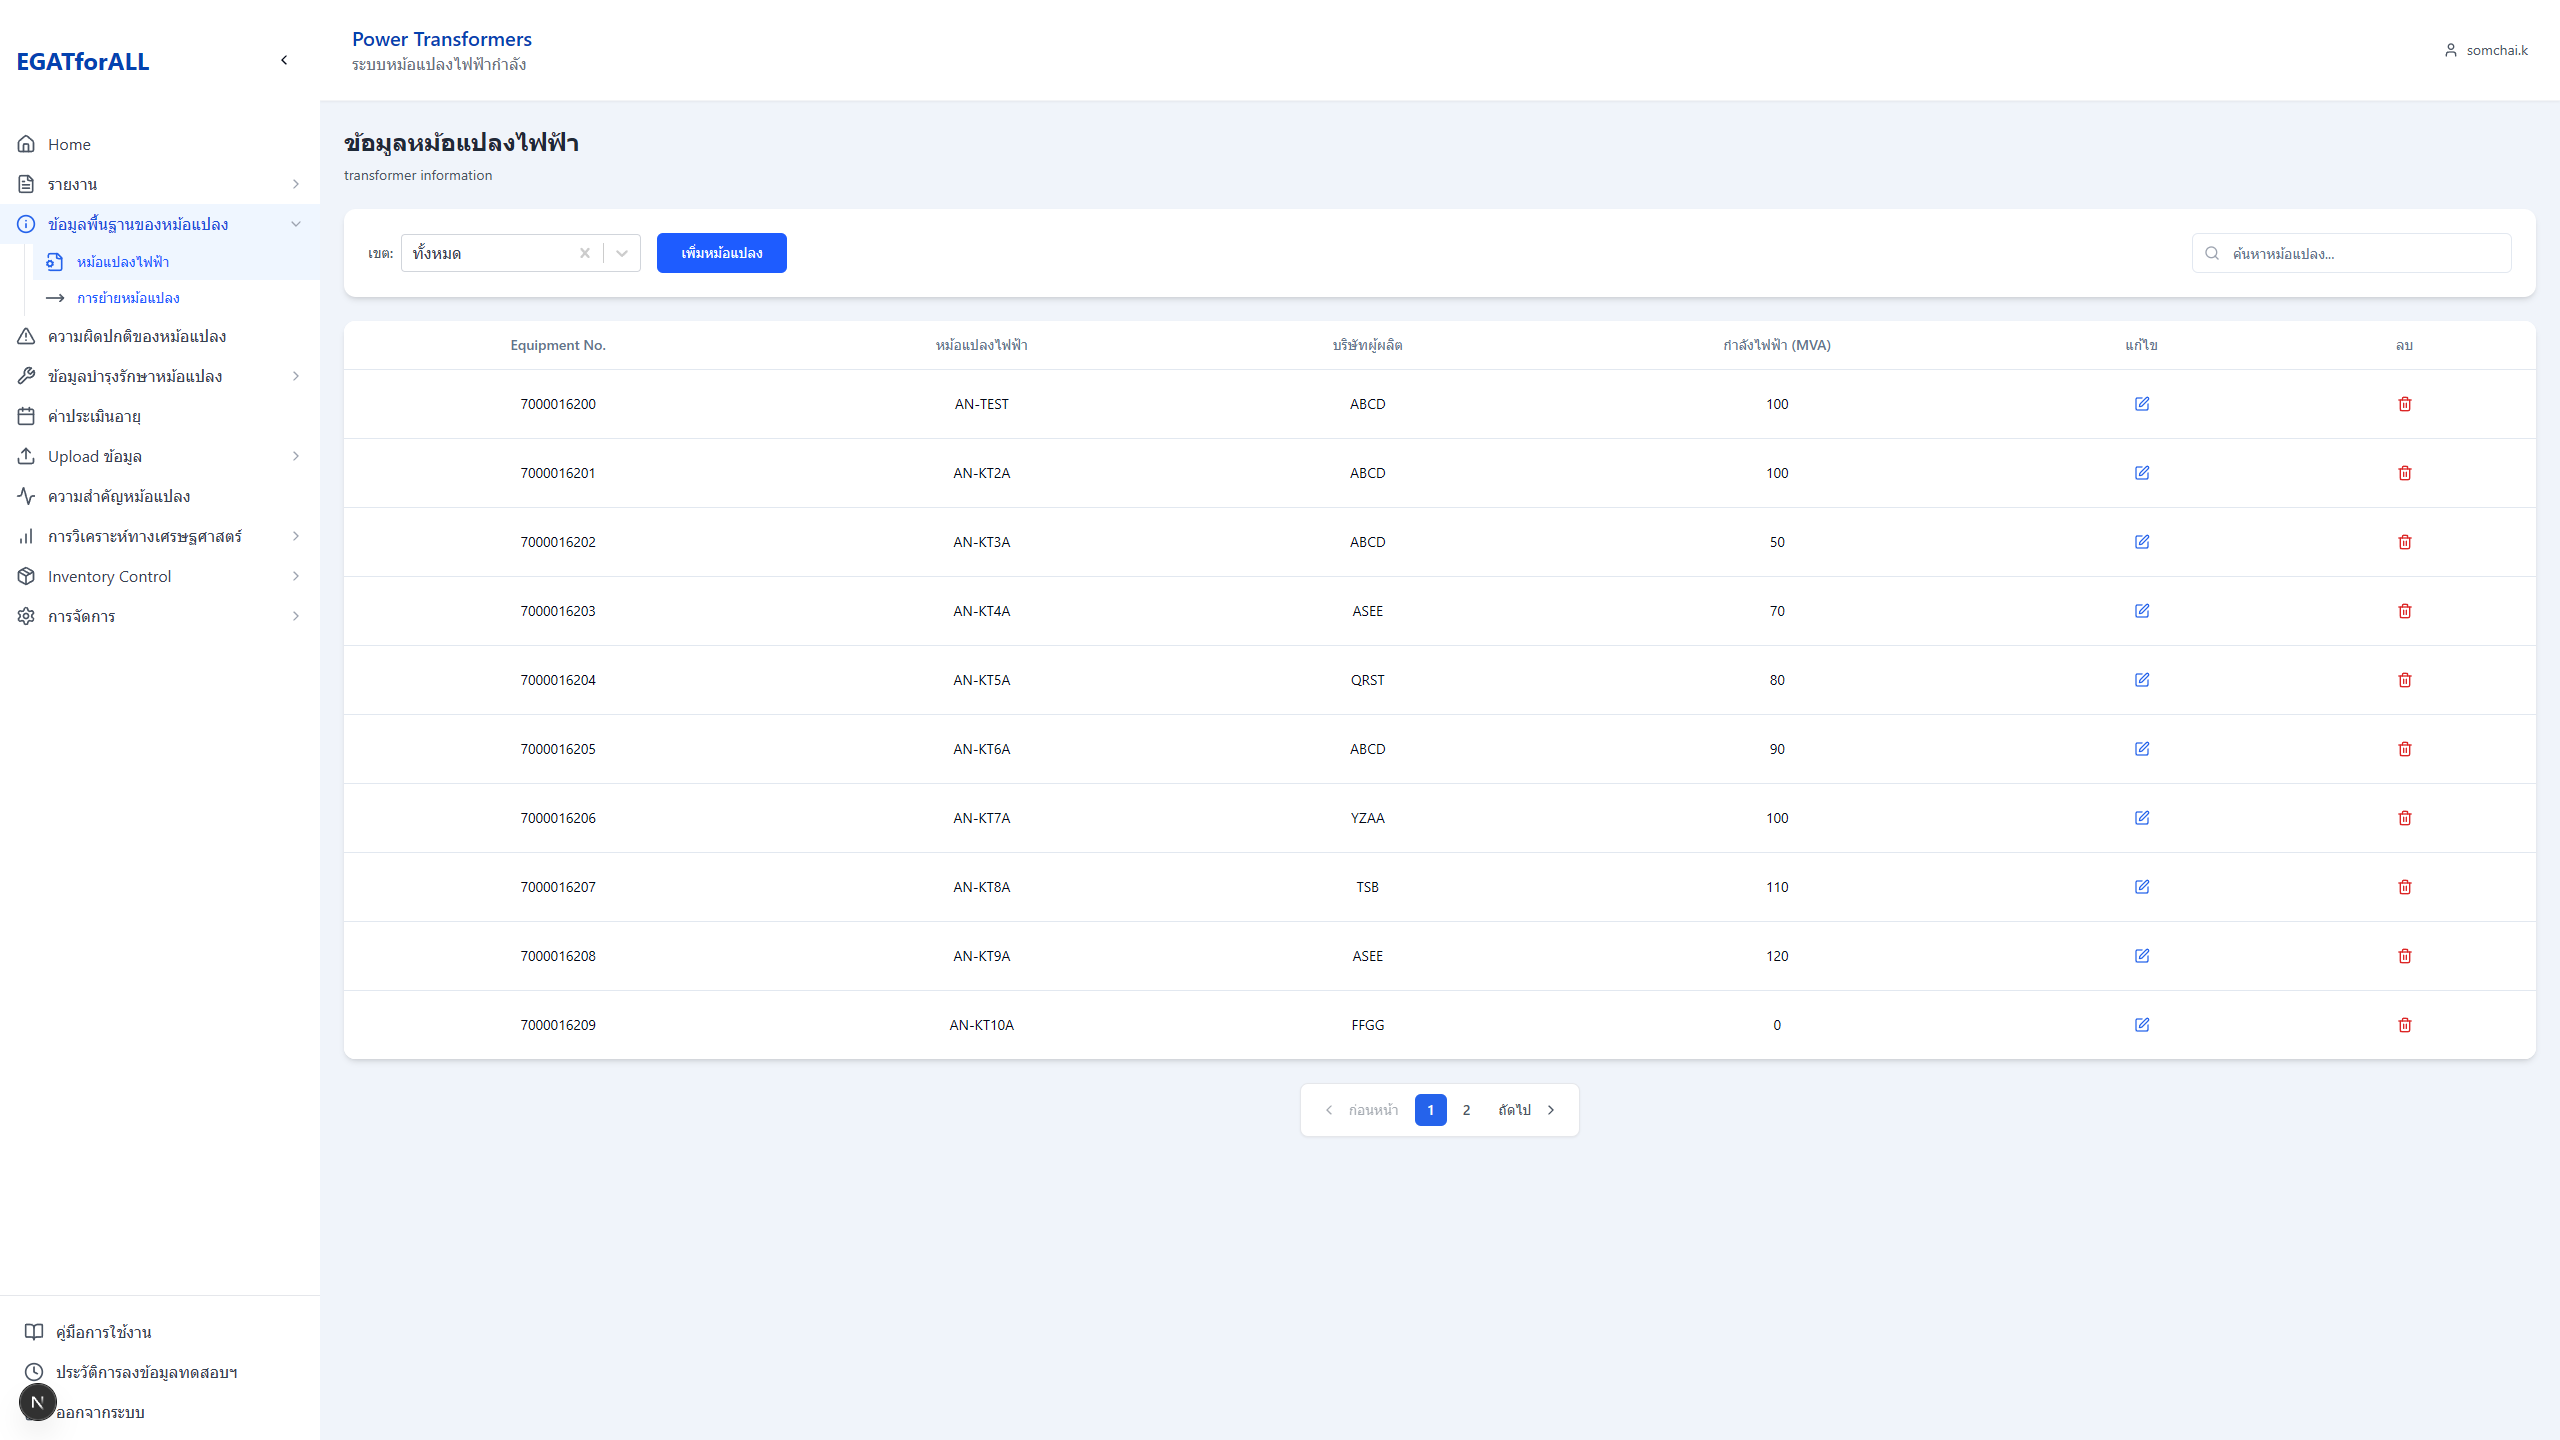 EGATforALL
Power Transformers
ระบบหม้อแปลงไฟฟ้ากำลัง
somchai.k
Home
รายงาน
ข้อมูลพื้นฐานของหม้อแปลง
หม้อแปลงไฟฟ้า
การย้ายหม้อแปลง
ความผิดปกติของหม้อแปลง
ข้อมูลบำรุงรักษาหม้อแปลง
ค่าประเมินอายุ
Upload ข้อมูล
ความสำคัญหม้อแปลง
การวิเคราะห์ทางเศรษฐศาสตร์
Inventory Control
การจัดการ
คู่มือการใช้งาน
ประวัติการลงข้อมูลทดสอบฯ
N
ออกจากระบบ
ข้อมูลหม้อแปลงไฟฟ้า
transformer information
เขต: ทั้งหมด เพิ่มหม้อแปลง ค้นหาหม้อแปลง...
Equipment No. หม้อแปลงไฟฟ้า บริษัทผู้ผลิต กำลังไฟฟ้า (MVA) แก้ไข ลบ
7000016200 AN-TEST ABCD 100
7000016201 AN-KT2A ABCD 100
7000016202 AN-KT3A ABCD 50
7000016203 AN-KT4A ASEE 70
7000016204 AN-KT5A QRST 80
7000016205 AN-KT6A ABCD 90
7000016206 AN-KT7A YZAA 100
7000016207 AN-KT8A TSB 110
7000016208 AN-KT9A ASEE 120
7000016209 AN-KT10A FFGG 0
ก่อนหน้า 1 2 ถัดไป